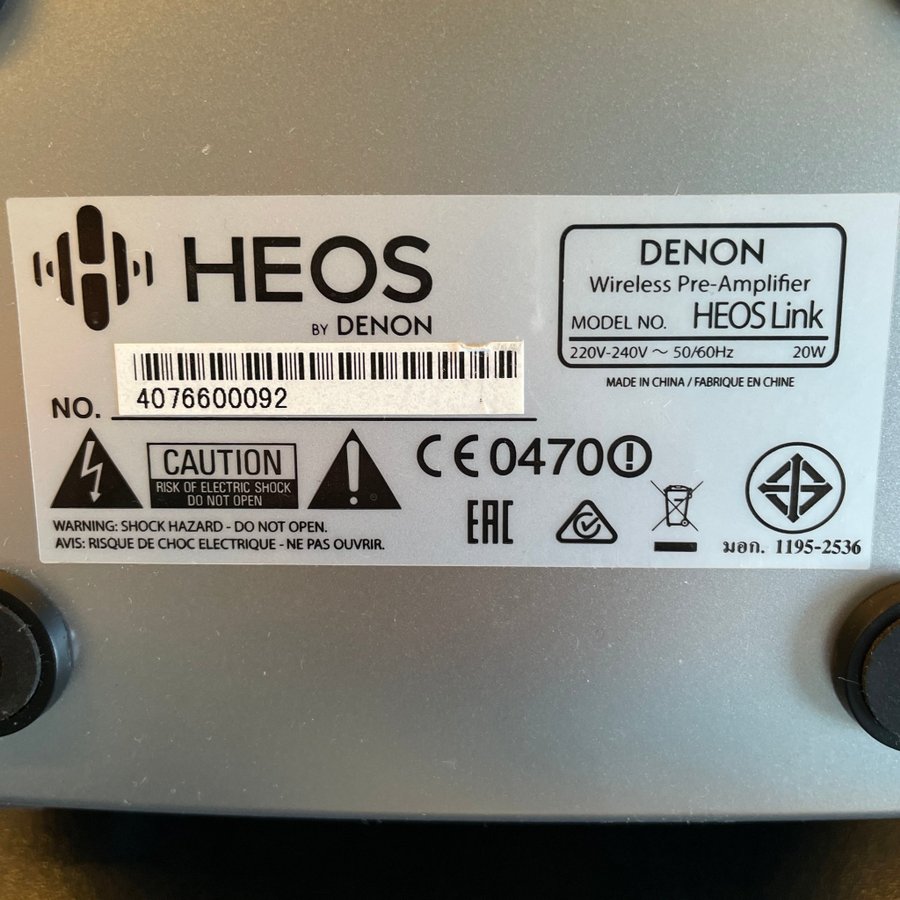 HEOS
BY DENON
NO. 4076600092
DENON
Wireless Pre-Amplifier
MODEL NO. HEOS Link
220V-240V ~ 50/60Hz 20W
MADE IN CHINA / FABRIQUE EN CHINE
CAUTION
RISK OF ELECTRIC SHOCK
DO NOT OPEN
WARNING: SHOCK HAZARD - DO NOT OPEN.
AVIS: RISQUE DE CHOC ELECTRIQUE - NE PAS OUVRIR.
CE0470!
EAC
มอก. 1195-2536